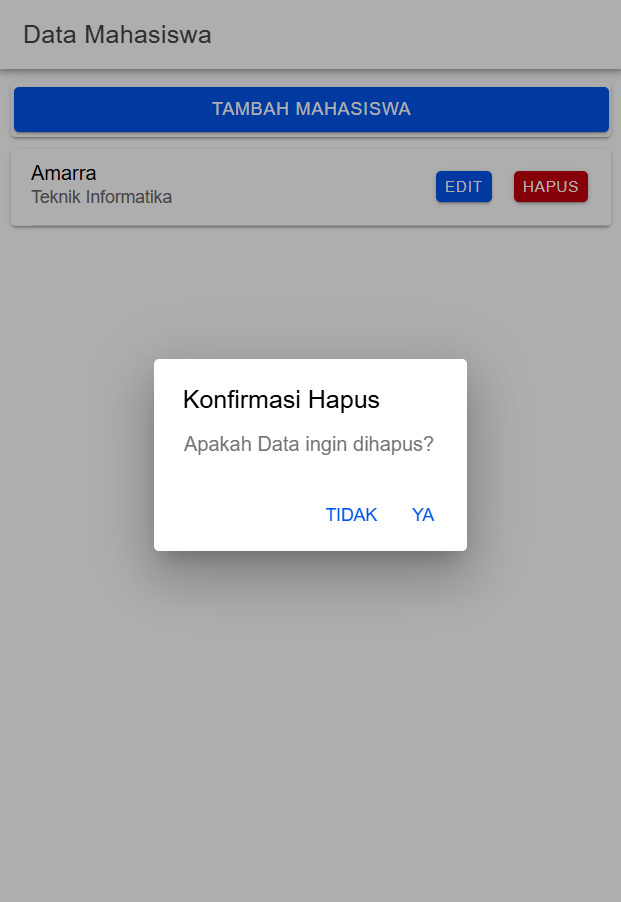 Data Mahasiswa
TAMBAH MAHASISWA
Amarra
Teknik Informatika
EDIT
HAPUS
Konfirmasi Hapus
Apakah Data ingin dihapus?
TIDAK
YA